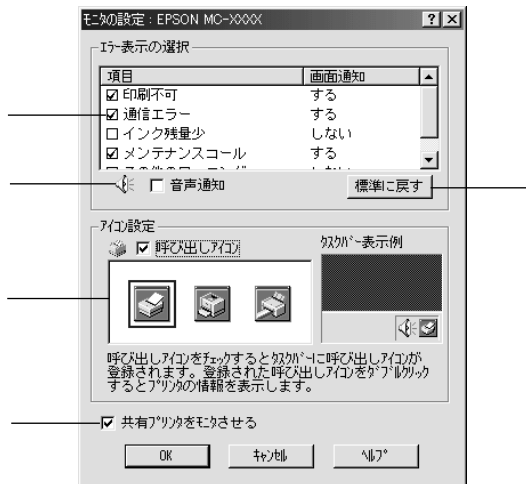 ﾓﾆﾀの設定：EPSON MC-XXXX
ｴﾗｰ表示の選択
項目 画面通知
印刷不可 する
通信エラー する
インク残量少 しない
メンテナンスコール する
音声通知 標準に戻す
ｱｲｺﾝ設定
呼び出しｱｲｺﾝ
ﾀｽｸﾊﾞｰ表示例
呼び出しｱｲｺﾝをﾁｪｯｸするとﾀｽｸﾊﾞｰに呼び出しｱｲｺﾝが
登録されます。登録された呼び出しｱｲｺﾝをﾀﾞﾌﾞﾙｸﾘｯｸ
するとﾌﾟﾘﾝﾀの情報を表示します。
共有ﾌﾟﾘﾝﾀをﾓﾆﾀさせる
OK ｷｬﾝｾﾙ ﾍﾙﾌﾟ